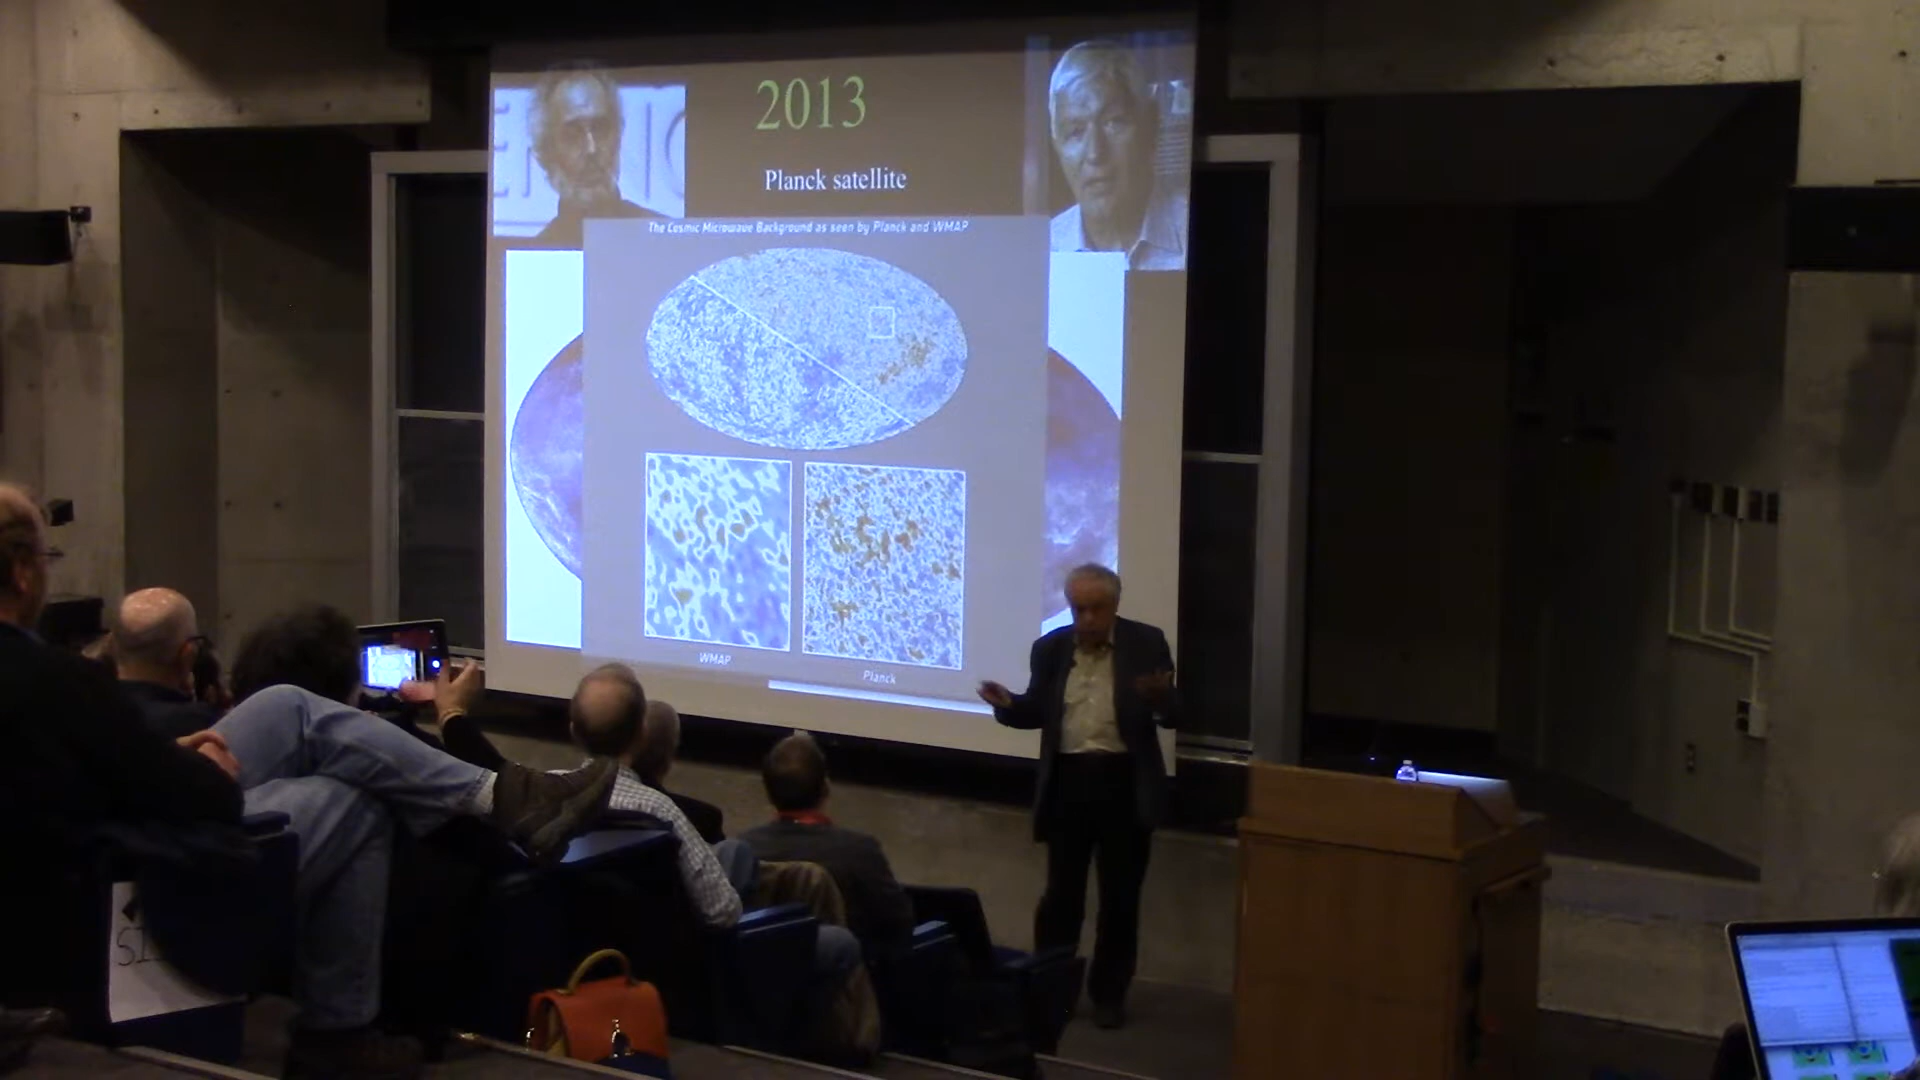 2013
Planck satellite
The Cosmic Microwave Background as seen by Planck and WMAP
WMAP
Planck